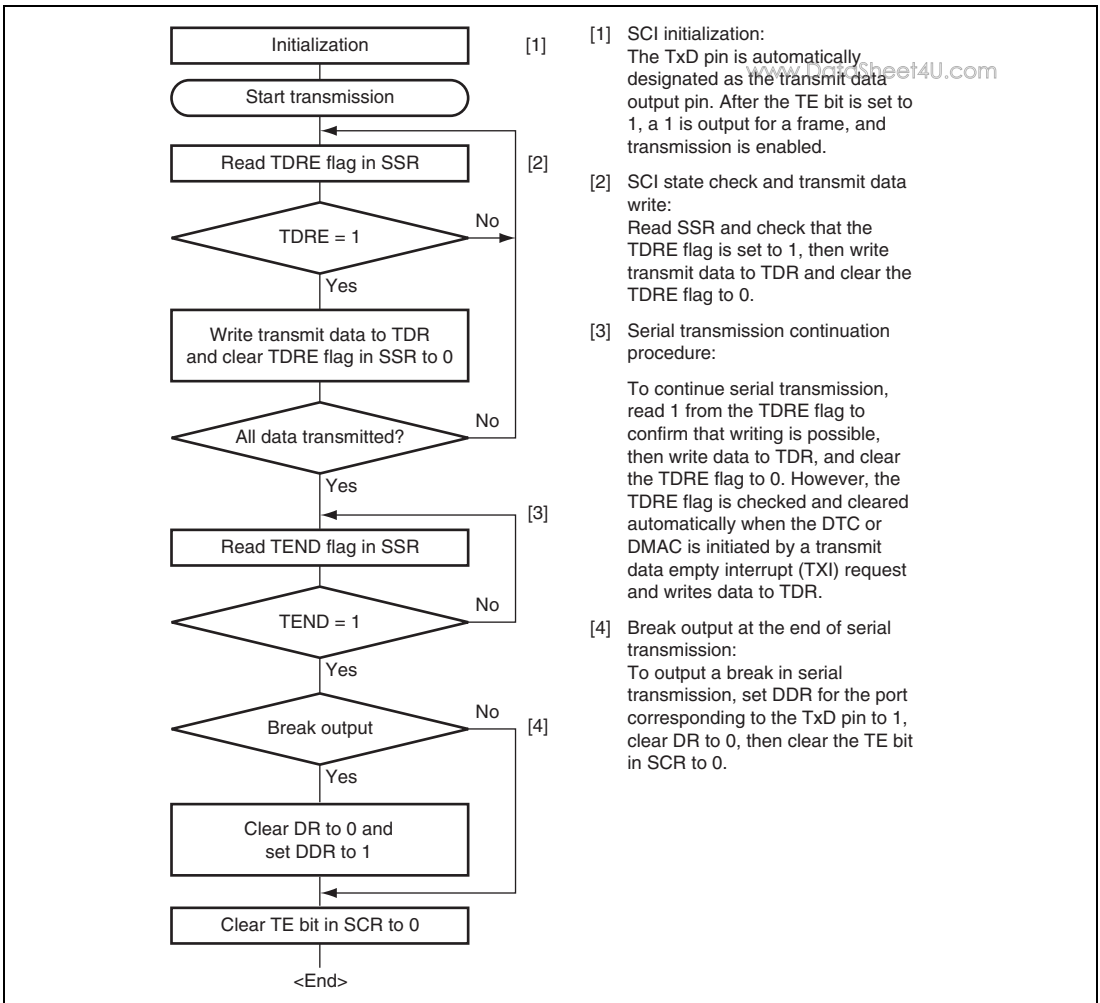 Initialization
[1]
Start transmission
Read TDRE flag in SSR
[2]
TDRE = 1
No
Yes
Write transmit data to TDR
and clear TDRE flag in SSR to 0
All data transmitted?
No
Yes
[3]
Read TEND flag in SSR
TEND = 1
No
Yes
Break output
No
[4]
Yes
Clear DR to 0 and
set DDR to 1
Clear TE bit in SCR to 0
<End>
[1] SCI initialization:
The TxD pin is automatically
www.DataSheet4U.com
designated as the transmit data
output pin. After the TE bit is set to
1, a 1 is output for a frame, and
transmission is enabled.
[2] SCI state check and transmit data
write:
Read SSR and check that the
TDRE flag is set to 1, then write
transmit data to TDR and clear the
TDRE flag to 0.
[3] Serial transmission continuation
procedure:
To continue serial transmission,
read 1 from the TDRE flag to
confirm that writing is possible,
then write data to TDR, and clear
the TDRE flag to 0. However, the
TDRE flag is checked and cleared
automatically when the DTC or
DMAC is initiated by a transmit
data empty interrupt (TXI) request
and writes data to TDR.
[4] Break output at the end of serial
transmission:
To output a break in serial
transmission, set DDR for the port
corresponding to the TxD pin to 1,
clear DR to 0, then clear the TE bit
in SCR to 0.